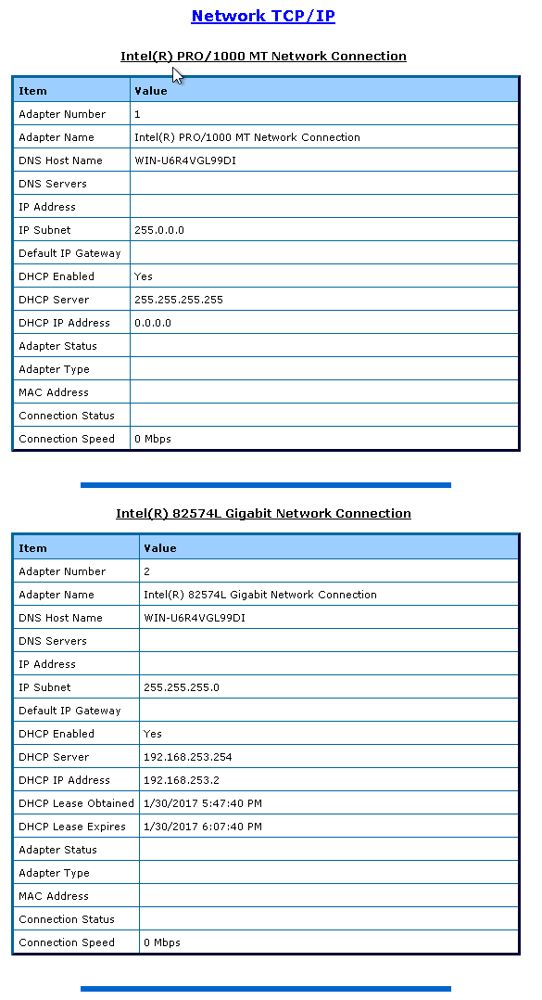 Network TCP/IP
Intel(R) PRO/1000 MT Network Connection
Item Value
Adapter Number 1
Adapter Name Intel(R) PRO/1000 MT Network Connection
DNS Host Name WIN-U6R4VGL99DI
DNS Servers
IP Address
IP Subnet 255.0.0.0
Default IP Gateway
DHCP Enabled Yes
DHCP Server 255.255.255.255
DHCP IP Address 0.0.0.0
Adapter Status
Adapter Type
MAC Address
Connection Status
Connection Speed 0 Mbps
Intel(R) 82574L Gigabit Network Connection
Item Value
Adapter Number 2
Adapter Name Intel(R) 82574L Gigabit Network Connection
DNS Host Name WIN-U6R4VGL99DI
DNS Servers
IP Address
IP Subnet 255.255.255.0
Default IP Gateway
DHCP Enabled Yes
DHCP Server 192.168.253.254
DHCP IP Address 192.168.253.2
DHCP Lease Obtained 1/30/2017 5:47:40 PM
DHCP Lease Expires 1/30/2017 6:07:40 PM
Adapter Status
Adapter Type
MAC Address
Connection Status
Connection Speed 0 Mbps